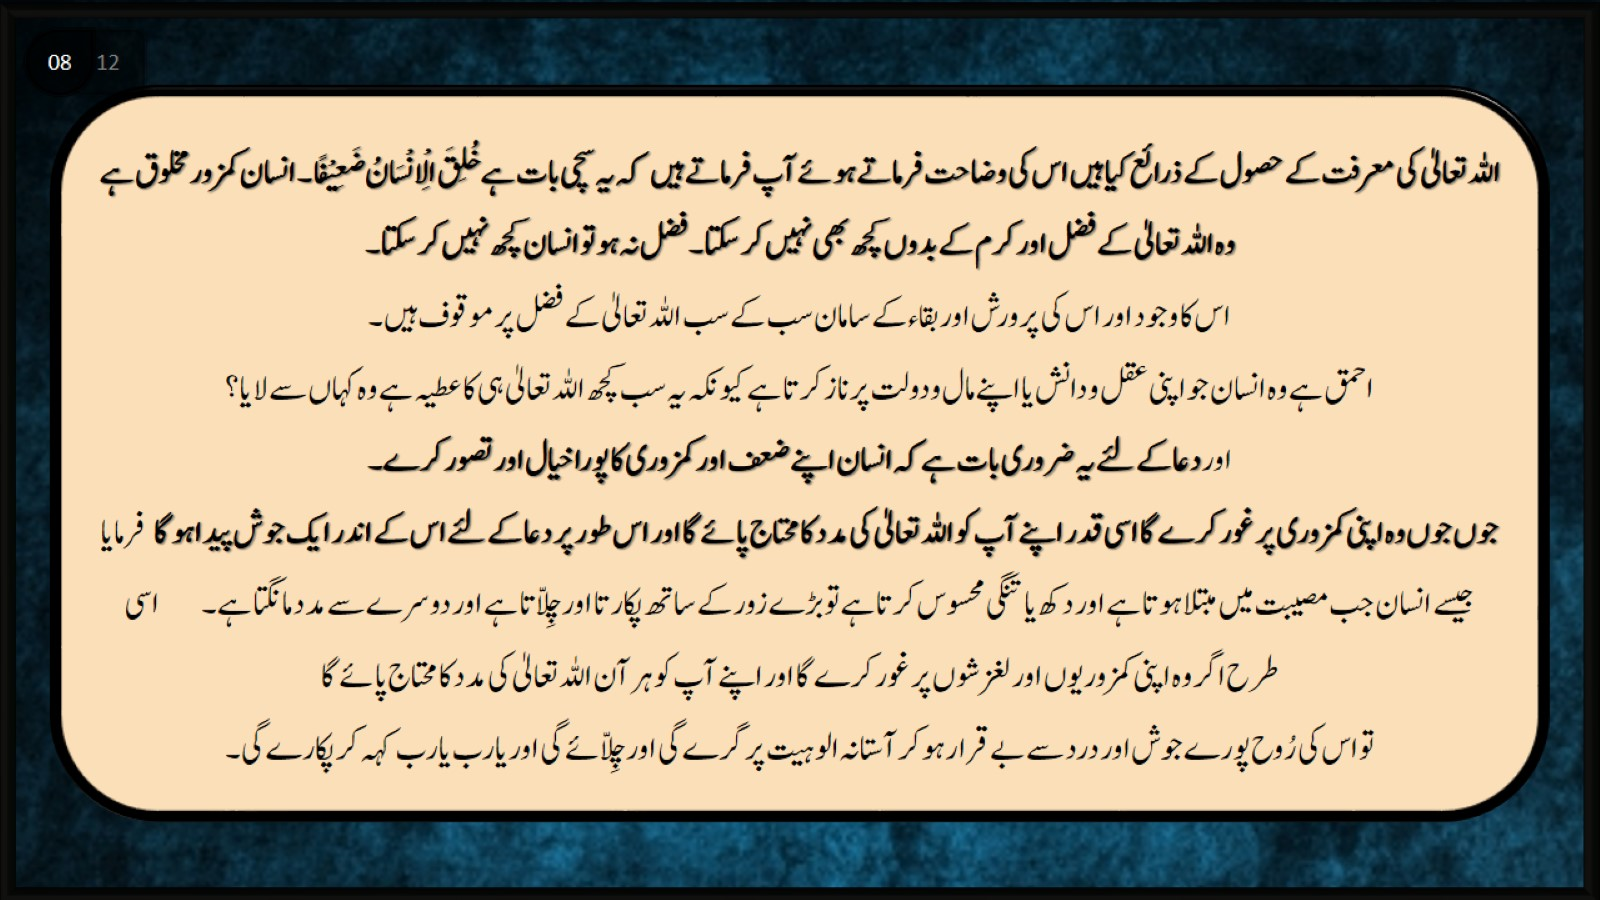 08 12
اللہ تعالیٰ کی معرفت کے حصول کے ذرائع کیا ہیں اس کی وضاحت فرماتے ہوئے آپ فرماتے ہیں کہ یہ سچی بات ہے خُلِقَ الْاِنْسَانُ ضَعِيْفًا۔ انسان کمزور مخلوق ہے
وہ اللہ تعالیٰ کے فضل اور کرم کے بدوں کچھ بھی نہیں کر سکتا۔ فضل نہ ہو تو انسان کچھ نہیں کر سکتا۔
اس کا وجود اور اس کی پرورش اور بقاء کے سامان سب کے سب اللہ تعالیٰ کے فضل پر موقوف ہیں۔
احمق ہے وہ انسان جو اپنی عقل و دانش یا اپنے مال و دولت پر ناز کرتا ہے کیونکہ یہ سب کچھ اللہ تعالیٰ ہی کا عطیہ ہے وہ کہاں سے لایا؟
اور دعا کے لئے یہ ضروری بات ہے کہ انسان اپنے ضعف اور کمزوری کا پورا خیال اور تصور کرے۔
جوں جوں وہ اپنی کمزوری پر غور کرے گا اسی قدر اپنے آپ کو اللہ تعالیٰ کی مدد کا محتاج پائے گا اور اس طور پر دعا کے لئے اس کے اندر ایک جوش پیدا ہو گا فرمایا
جیسے انسان جب مصیبت میں مبتلا ہوتا ہے اور دکھ یا تنگی محسوس کرتا ہے تو بڑے زور کے ساتھ پکارتا اور چِلّاتا ہے اور دوسرے سے مدد مانگتا ہے۔ اسی
طرح اگر وہ اپنی کمزوریوں اور لغزشوں پر غور کرے گا اور اپنے آپ کو ہر آن اللہ تعالیٰ کی مدد کا محتاج پائے گا
تو اس کی رُوح پورے جوش اور درد سے بے قرار ہو کر آستانہ الوہیت پر گرے گی اور چِلّائے گی اور یارب یارب کہہ کر پکارے گی۔